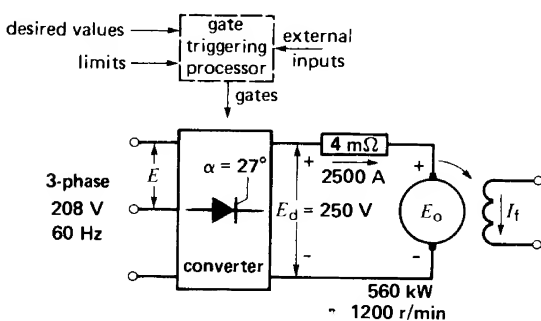 desired values
limits
gate
triggering
processor
external
inputs
gates
3-phase
208 V
60 Hz
E
α = 27°
converter
+
E_d = 250 V
-
4 mΩ
2500 A
+
E_o
-
I_f
560 kW
1200 r/min